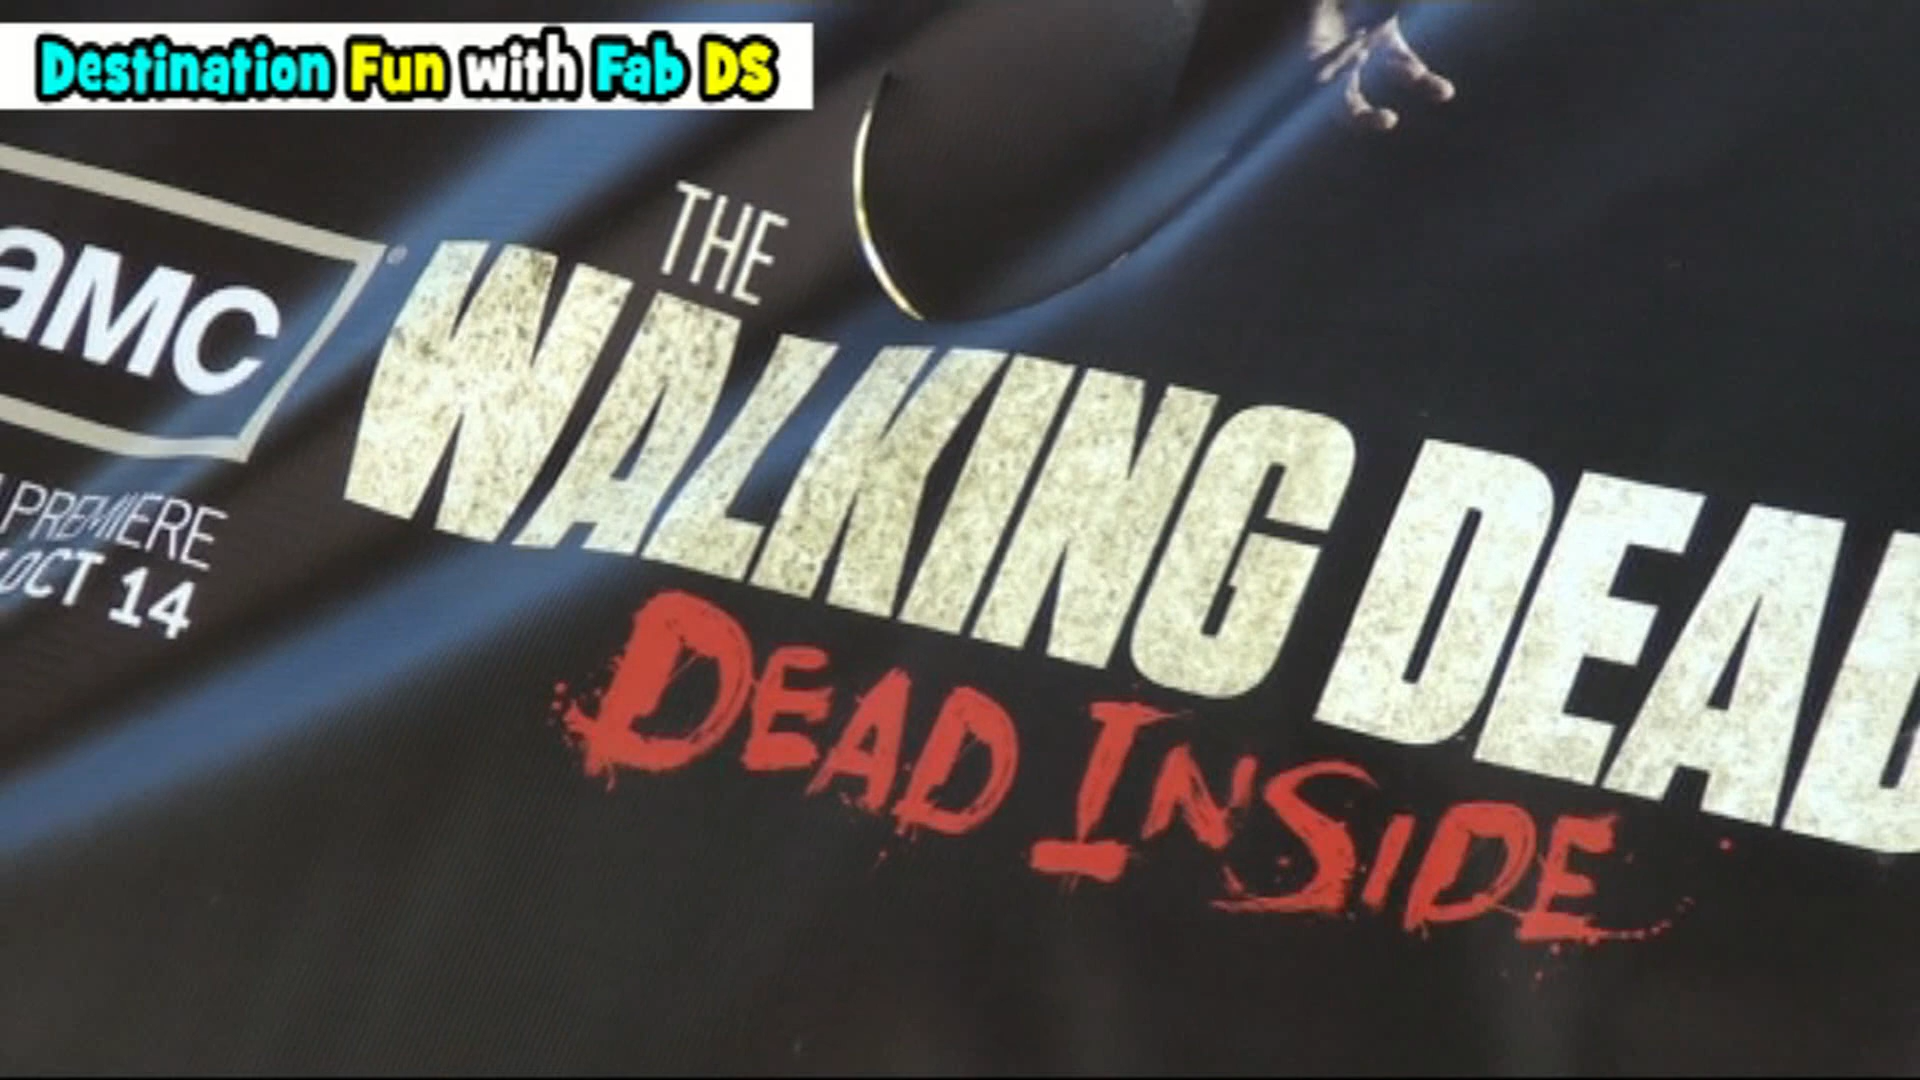 Destination Fun with Fab DS
aMC
PREMIERE
OCT 14
THE
WALKING DEAD
DEAD INSIDE